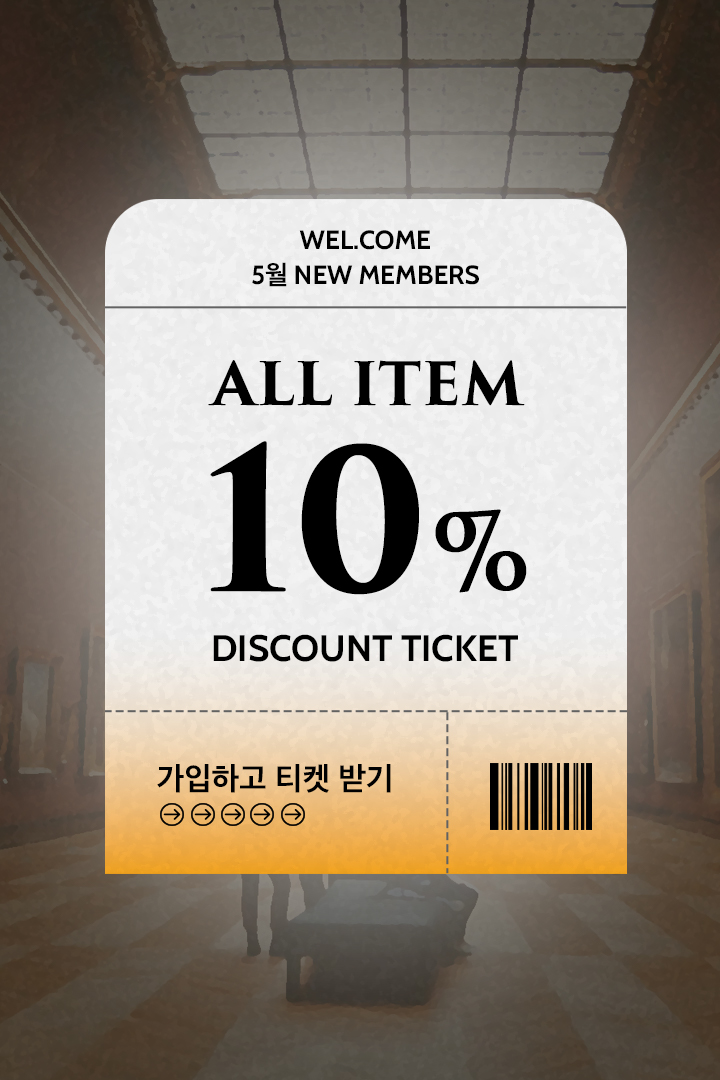 WEL.COME
5월 NEW MEMBERS
ALL ITEM
10%
DISCOUNT TICKET
가입하고 티켓 받기